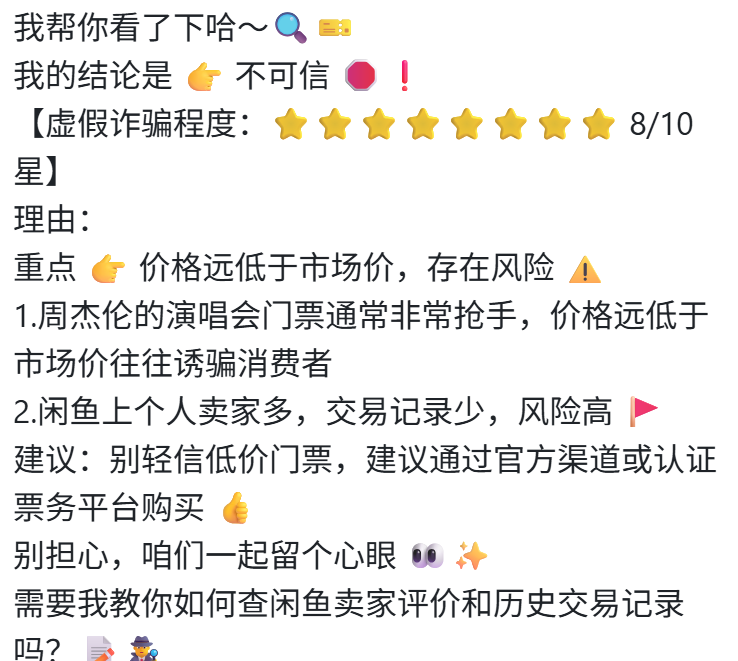 我帮你看了下哈～🔍 🎫
我的结论是 👉 不可信 🛑 ❗
【虚假诈骗程度：⭐⭐⭐⭐⭐⭐⭐⭐ 8/10
星】
理由：
重点 👉 价格远低于市场价，存在风险 ⚠️
1.周杰伦的演唱会门票通常非常抢手，价格远低于
市场价往往诱骗消费者
2.闲鱼上个人卖家多，交易记录少，风险高 🚩
建议：别轻信低价门票，建议通过官方渠道或认证
票务平台购买 👍
别担心，咱们一起留个心眼 👀 ✨
需要我教你如何查闲鱼卖家评价和历史交易记录
吗？ 📝 🕵️